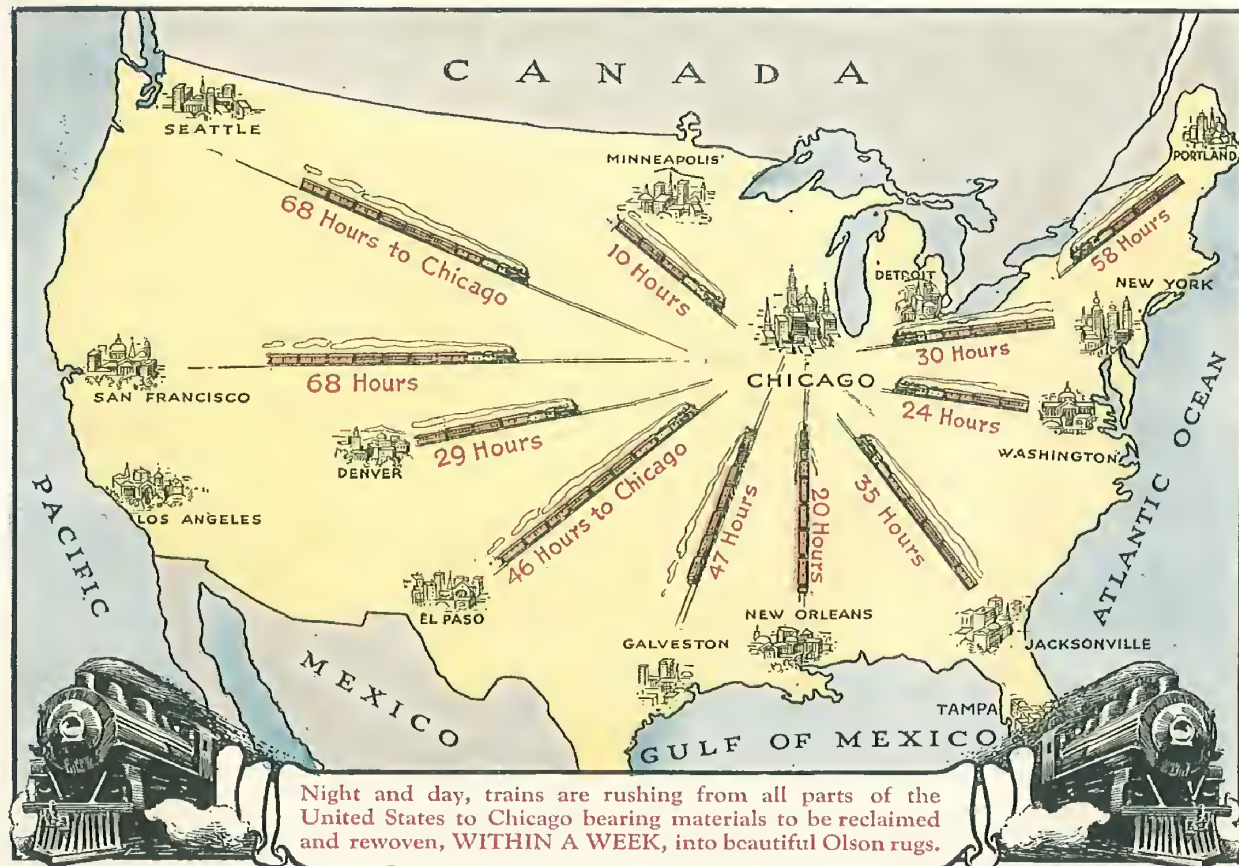 CANADA
SEATTLE
MINNEAPOLIS
PORTLAND
68 Hours to Chicago
10 Hours
58 Hours
DETROIT
NEW YORK
30 Hours
SAN FRANCISCO
68 Hours
CHICAGO
24 Hours
WASHINGTON
DENVER
29 Hours
46 Hours to Chicago
47 Hours
20 Hours
35 Hours
LOS ANGELES
PACIFIC
ATLANTIC OCEAN
EL PASO
GALVESTON
NEW ORLEANS
JACKSONVILLE
MEXICO
TAMPA
GULF OF MEXICO
Night and day, trains are rushing from all parts of the
United States to Chicago bearing materials to be reclaimed
and rewoven, WITHIN A WEEK, into beautiful Olson rugs.